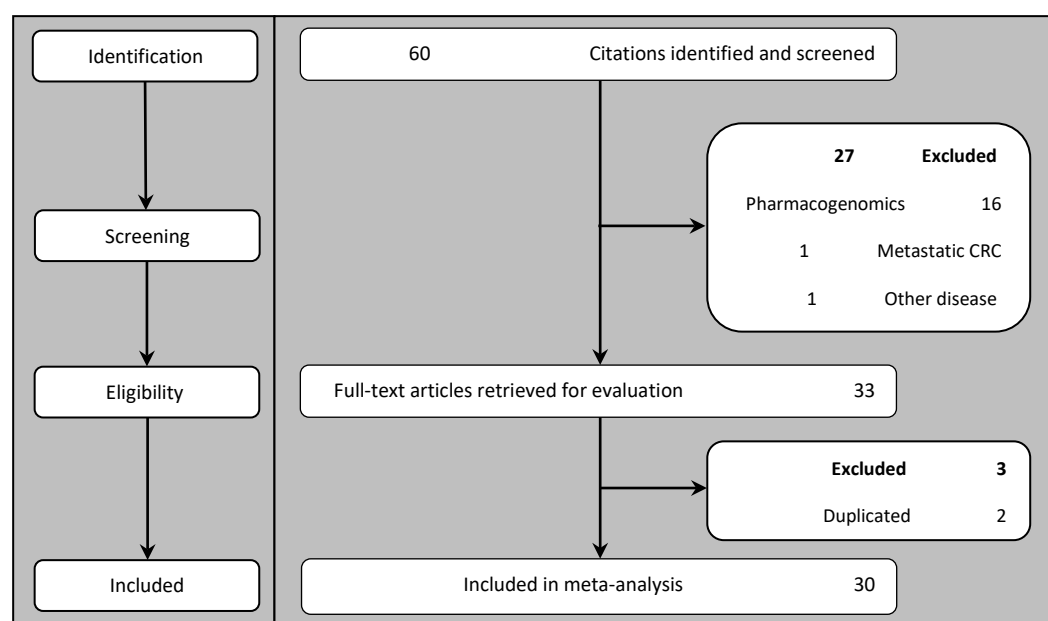 Identification
60 Citations identified and screened
27 Excluded
Pharmacogenomics 16
1 Metastatic CRC
1 Other disease
Screening
Eligibility
Full-text articles retrieved for evaluation 33
Excluded 3
Duplicated 2
Included
Included in meta-analysis 30